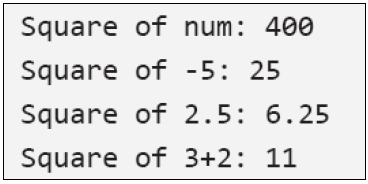 Square of num: 400
Square of -5: 25
Square of 2.5: 6.25
Square of 3+2: 11